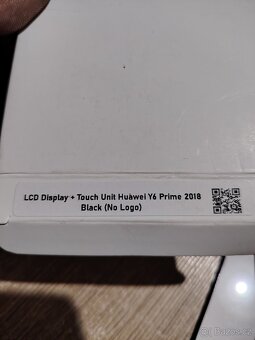 LCD Display + Touch Unit Huawei Y6 Prime 2018
Black (No Logo)